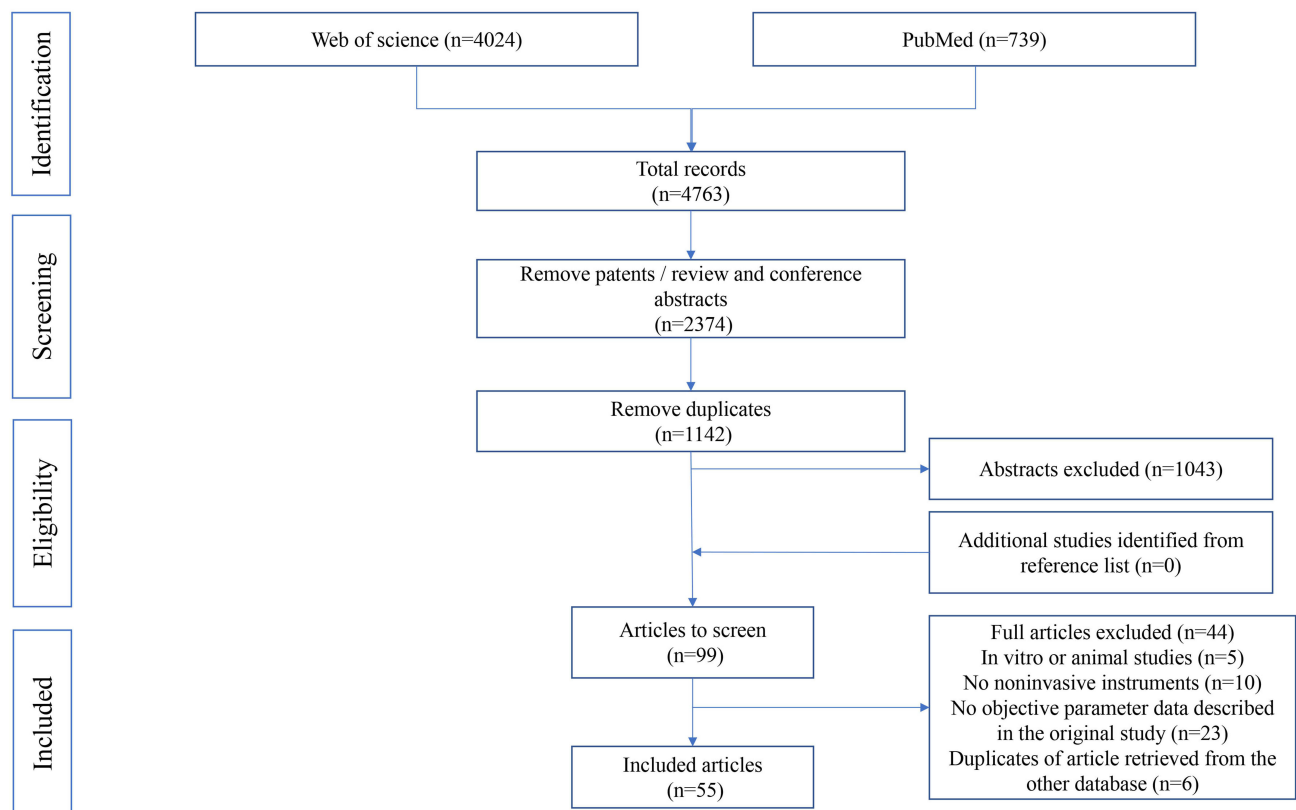 Identification
Web of science (n=4024)
PubMed (n=739)
Total records
(n=4763)
Screening
Remove patents / review and conference
abstracts
(n=2374)
Remove duplicates
(n=1142)
Eligibility
Abstracts excluded (n=1043)
Additional studies identified from
reference list (n=0)
Articles to screen
(n=99)
Included
Full articles excluded (n=44)
In vitro or animal studies (n=5)
No noninvasive instruments (n=10)
No objective parameter data described
in the original study (n=23)
Duplicates of article retrieved from the
other database (n=6)
Included articles
(n=55)